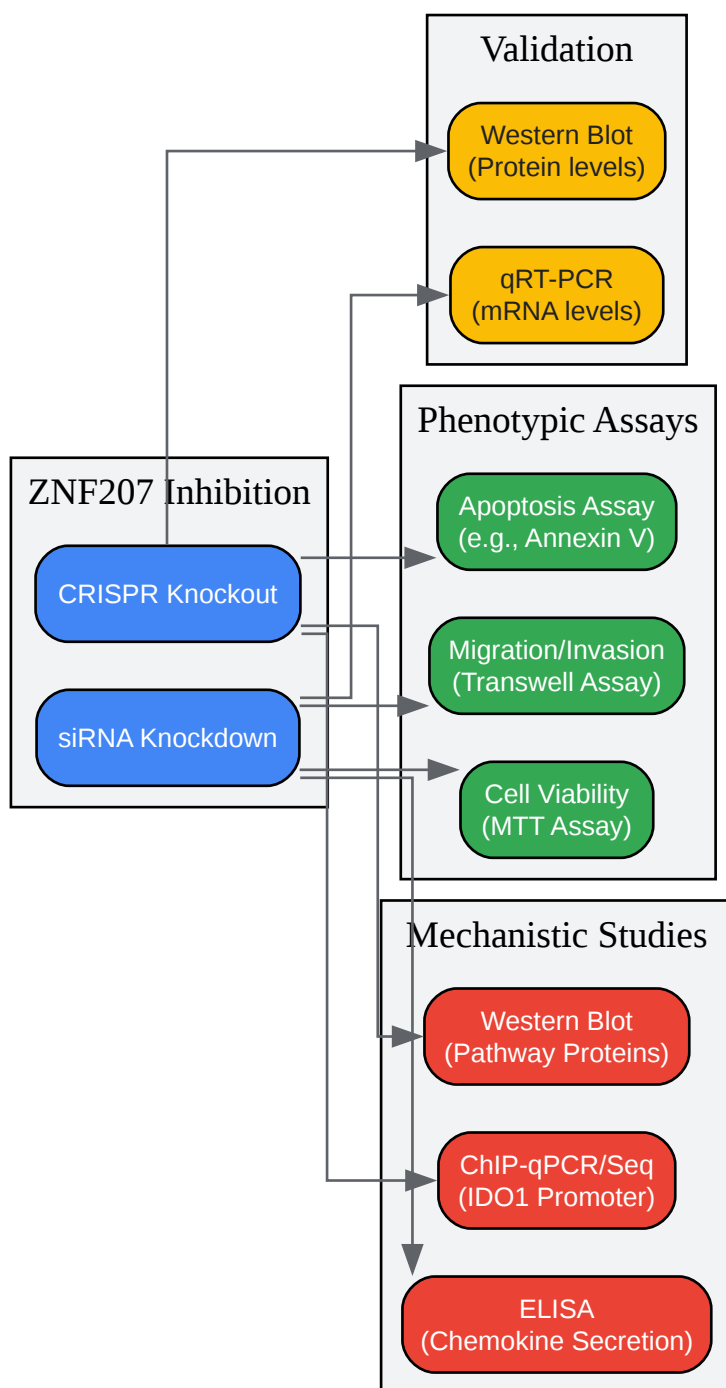 Validation
Western Blot
(Protein levels)
qRT-PCR
(mRNA levels)
Phenotypic Assays
Apoptosis Assay
(e.g., Annexin V)
Migration/Invasion
(Transwell Assay)
Cell Viability
(MTT Assay)
ZNF207 Inhibition
CRISPR Knockout
siRNA Knockdown
Mechanistic Studies
Western Blot
(Pathway Proteins)
ChIP-qPCR/Seq
(IDO1 Promoter)
ELISA
(Chemokine Secretion)